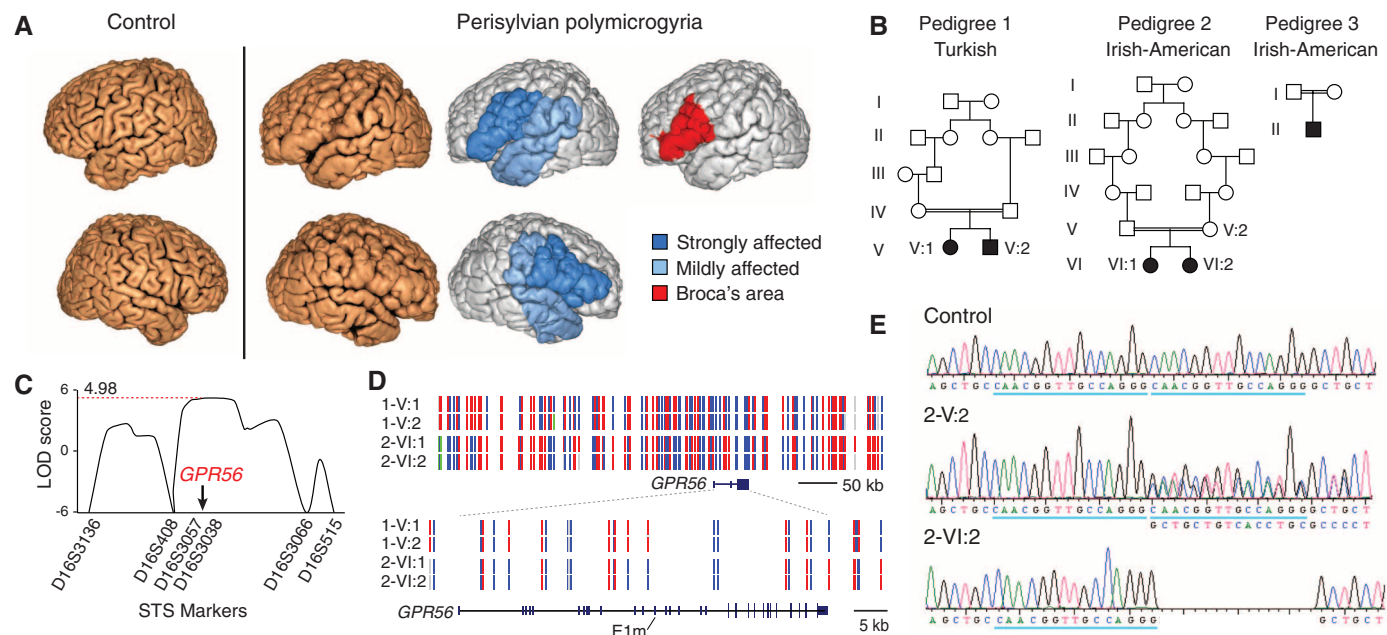 A
Control
Perisylvian polymicrogyria
Strongly affected
Mildly affected
Broca's area
B
Pedigree 1
Turkish
Pedigree 2
Irish-American
Pedigree 3
Irish-American
I
II
III
IV
V
V:1
V:2
I
II
III
IV
V
V:2
VI
VI:1
VI:2
I
II
C
6
4.98
0
-6
LOD score
GPR56
D16S3136
D16S408
D16S3057
D16S3038
D16S3066
D16S515
STS Markers
D
1-V:1
1-V:2
2-VI:1
2-VI:2
GPR56
50 kb
1-V:1
1-V:2
2-VI:1
2-VI:2
GPR56
E1m
5 kb
E
Control
AGCTGCCAACGGTTGCCAGGGCAACGGTTGCCAGGGGCTGCT
2-V:2
AGCTGCCAACGGTTGCCAGGGCAACGGTTGCCAGGGGCTGCT
GCTGCTGTCACCTGCGCCCCT
2-VI:2
AGCTGCCAACGGTTGCCAGGG GCTGCT